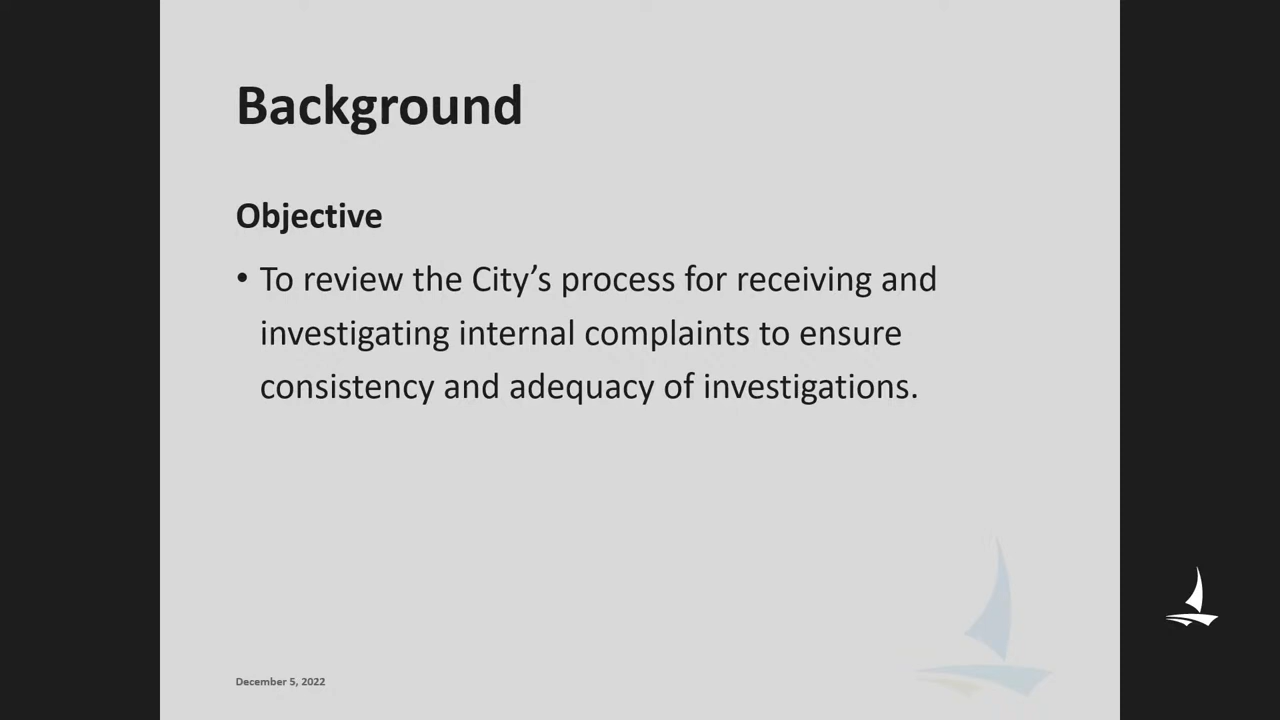 Background
Objective
• To review the City’s process for receiving and
investigating internal complaints to ensure
consistency and adequacy of investigations.
December 5, 2022